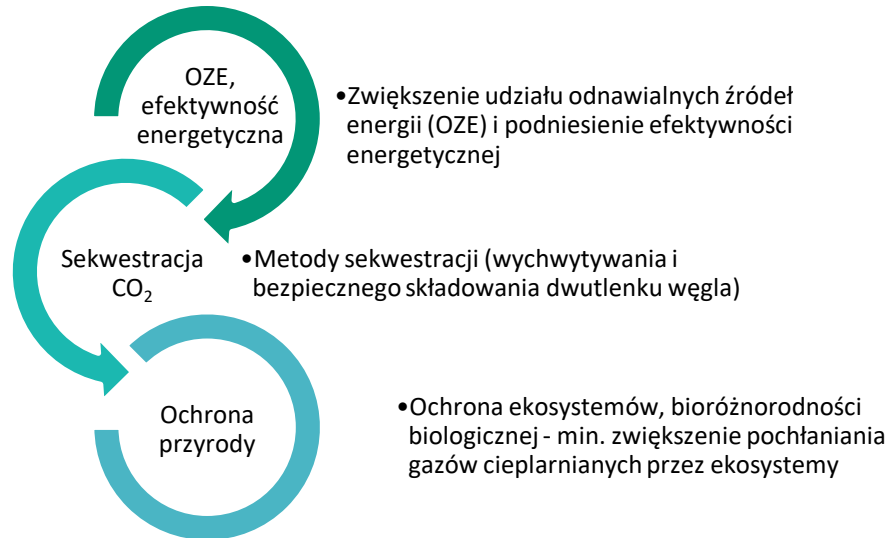 OZE,
efektywność
energetyczna
•Zwiększenie udziału odnawialnych źródeł
energii (OZE) i podniesienie efektywności
energetycznej
Sekwestracja
CO₂
•Metody sekwestracji (wychwytywania i
bezpiecznego składowania dwutlenku węgla)
Ochrona
przyrody
•Ochrona ekosystemów, bioróżnorodności
biologicznej - min. zwiększenie pochłaniania
gazów cieplarnianych przez ekosystemy